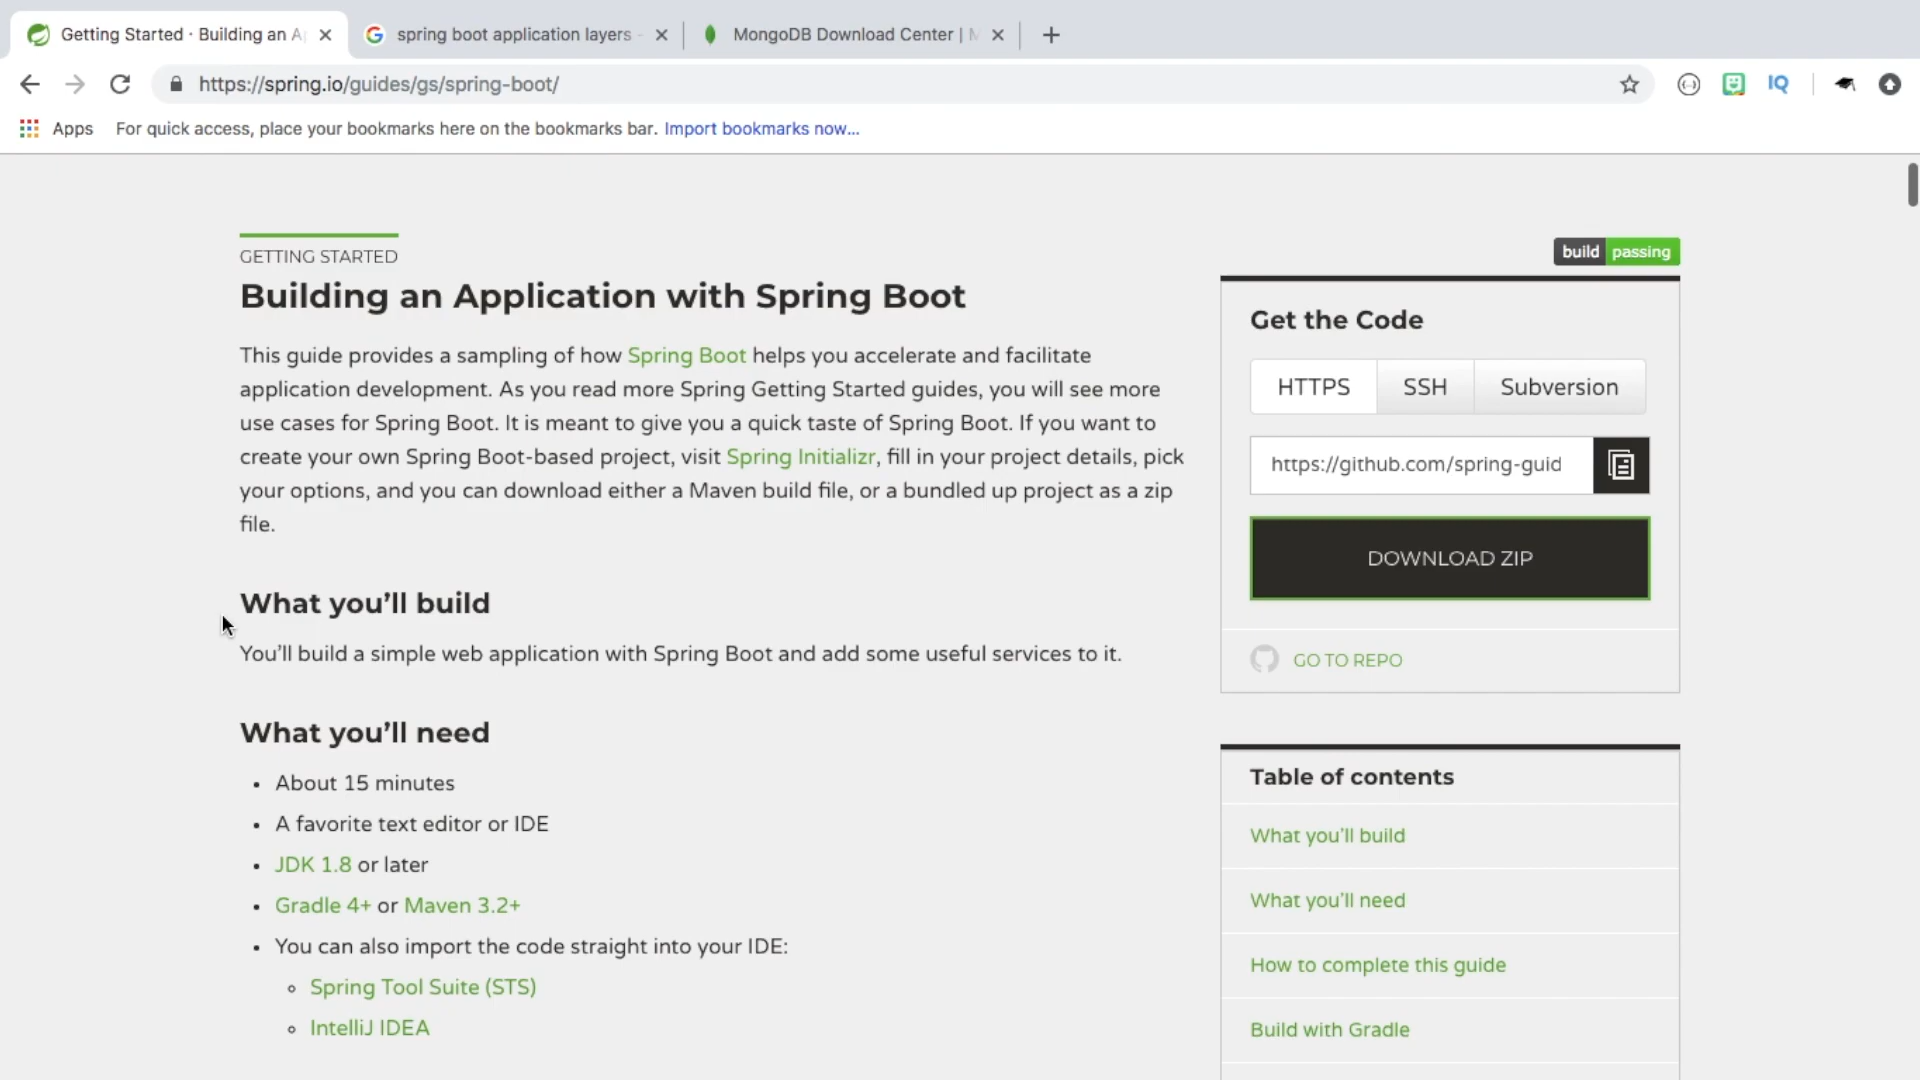 Getting Started · Building an A
spring boot application layers -
MongoDB Download Center | M
https://spring.io/guides/gs/spring-boot/
IQ
Apps
For quick access, place your bookmarks here on the bookmarks bar. Import bookmarks now...
GETTING STARTED
Building an Application with Spring Boot
This guide provides a sampling of how Spring Boot helps you accelerate and facilitate
application development. As you read more Spring Getting Started guides, you will see more
use cases for Spring Boot. It is meant to give you a quick taste of Spring Boot. If you want to
create your own Spring Boot-based project, visit Spring Initializr, fill in your project details, pick
your options, and you can download either a Maven build file, or a bundled up project as a zip
file.
What you’ll build
You’ll build a simple web application with Spring Boot and add some useful services to it.
What you’ll need
• About 15 minutes
• A favorite text editor or IDE
• JDK 1.8 or later
• Gradle 4+ or Maven 3.2+
• You can also import the code straight into your IDE:
◦ Spring Tool Suite (STS)
◦ IntelliJ IDEA
build passing
Get the Code
HTTPS
SSH
Subversion
https://github.com/spring-guid
DOWNLOAD ZIP
GO TO REPO
Table of contents
What you'll build
What you'll need
How to complete this guide
Build with Gradle